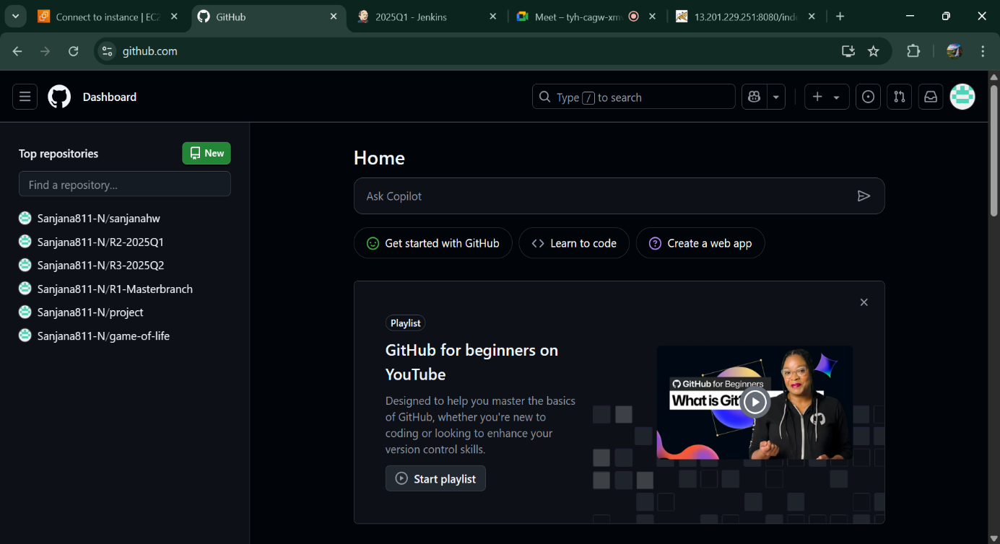 Connect to instance | EC2
GitHub
2025Q1 - Jenkins
Meet – tyh-cagw-xmv
13.201.229.251:8080/inde
github.com
Dashboard
Type / to search
Top repositories
New
Find a repository...
Sanjana811-N/sanjanahw
Sanjana811-N/R2-2025Q1
Sanjana811-N/R3-2025Q2
Sanjana811-N/R1-Masterbranch
Sanjana811-N/project
Sanjana811-N/game-of-life
Home
Ask Copilot
Get started with GitHub
Learn to code
Create a web app
Playlist
GitHub for beginners on
YouTube
Designed to help you master the basics
of GitHub, whether you're new to
coding or looking to enhance your
version control skills.
Start playlist
GitHub for Beginners
What is Git